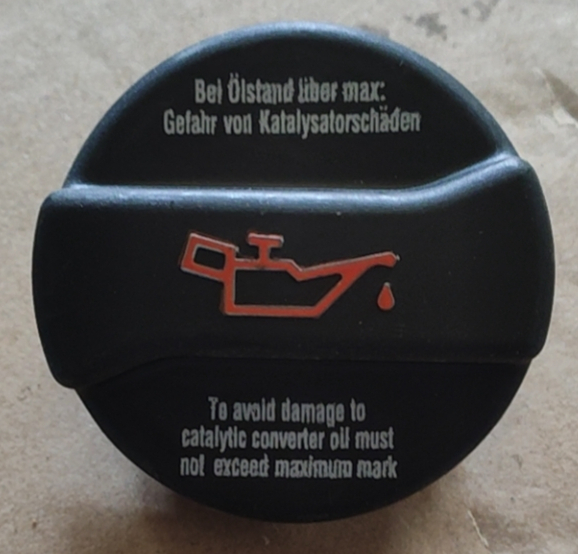 Bei Ölstand über max:
Gefahr von Katalysatorschäden
To avoid damage to
catalytic converter oil must
not exceed maximum mark